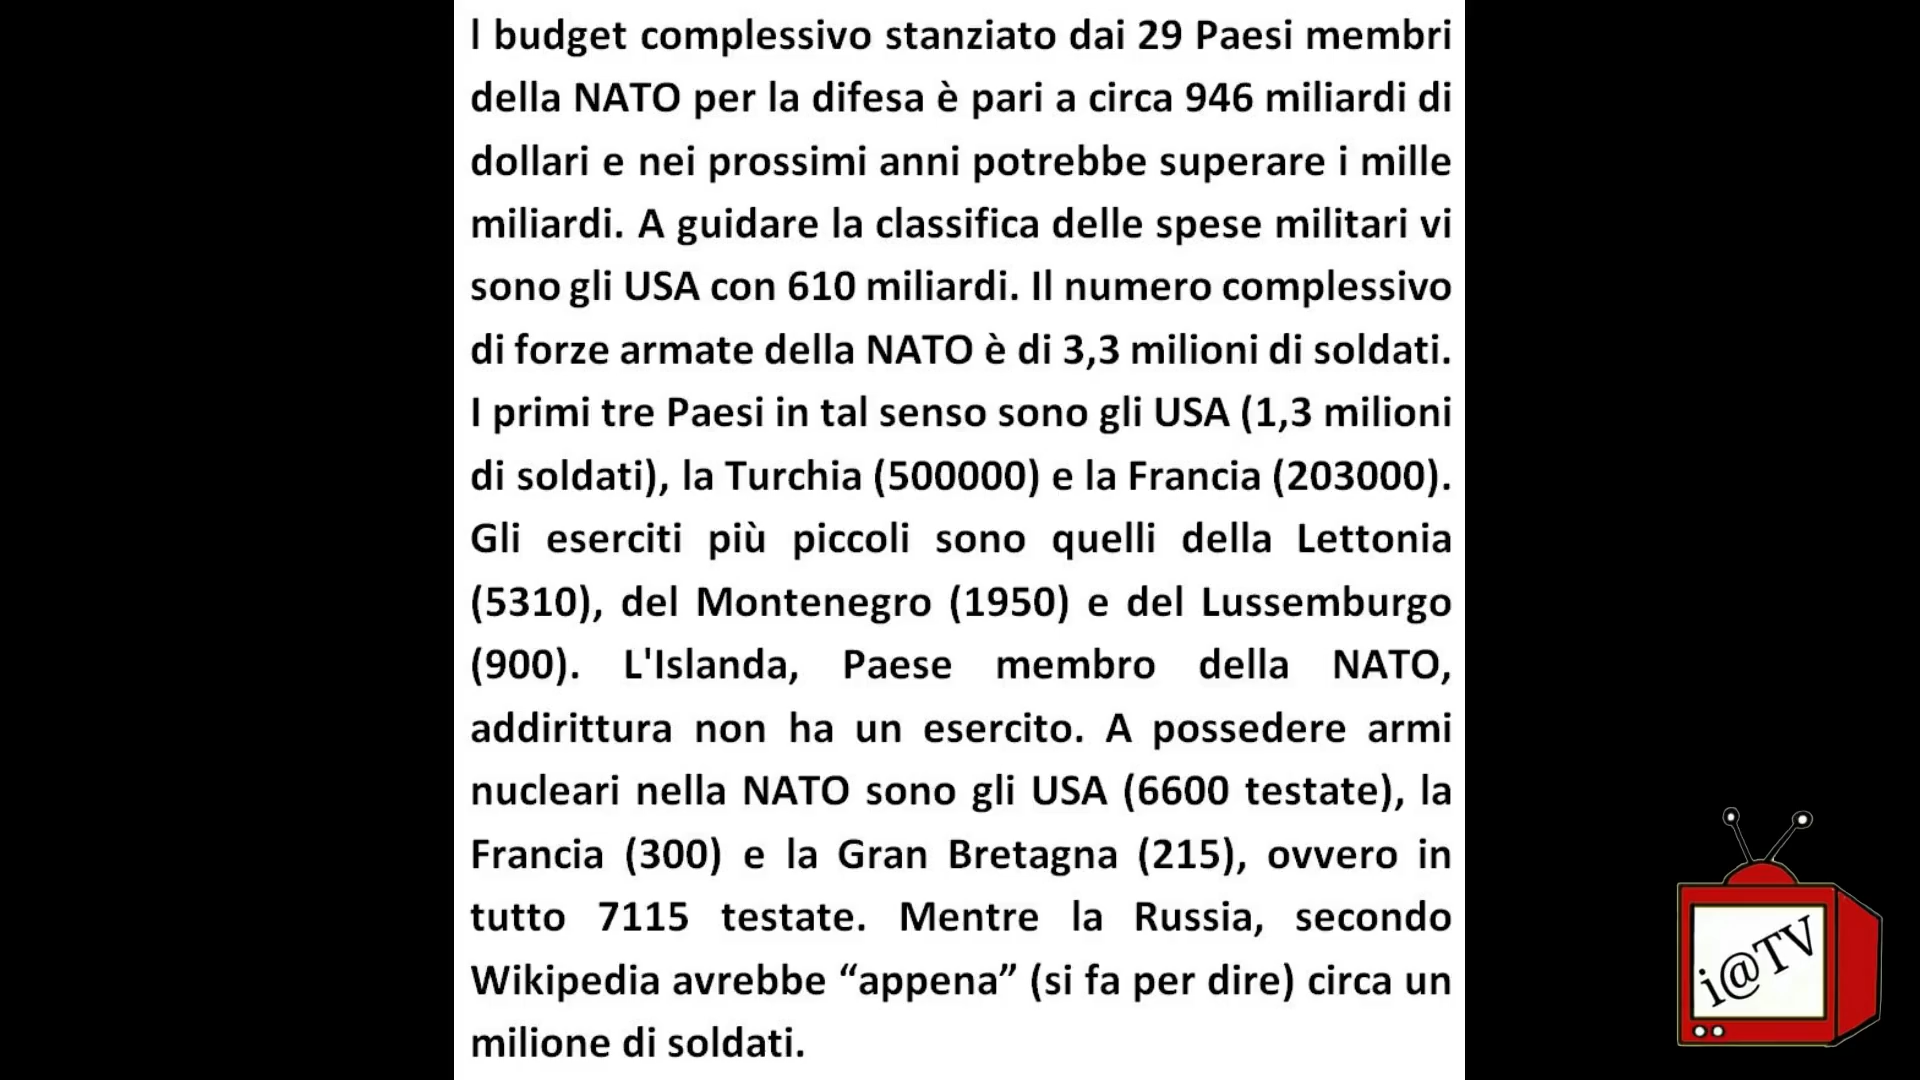 l budget complessivo stanziato dai 29 Paesi membri
della NATO per la difesa è pari a circa 946 miliardi di
dollari e nei prossimi anni potrebbe superare i mille
miliardi. A guidare la classifica delle spese militari vi
sono gli USA con 610 miliardi. Il numero complessivo
di forze armate della NATO è di 3,3 milioni di soldati.
I primi tre Paesi in tal senso sono gli USA (1,3 milioni
di soldati), la Turchia (500000) e la Francia (203000).
Gli eserciti più piccoli sono quelli della Lettonia
(5310), del Montenegro (1950) e del Lussemburgo
(900). L'Islanda, Paese membro della NATO,
addirittura non ha un esercito. A possedere armi
nucleari nella NATO sono gli USA (6600 testate), la
Francia (300) e la Gran Bretagna (215), ovvero in
tutto 7115 testate. Mentre la Russia, secondo
Wikipedia avrebbe “appena” (si fa per dire) circa un
milione di soldati.
i@TV